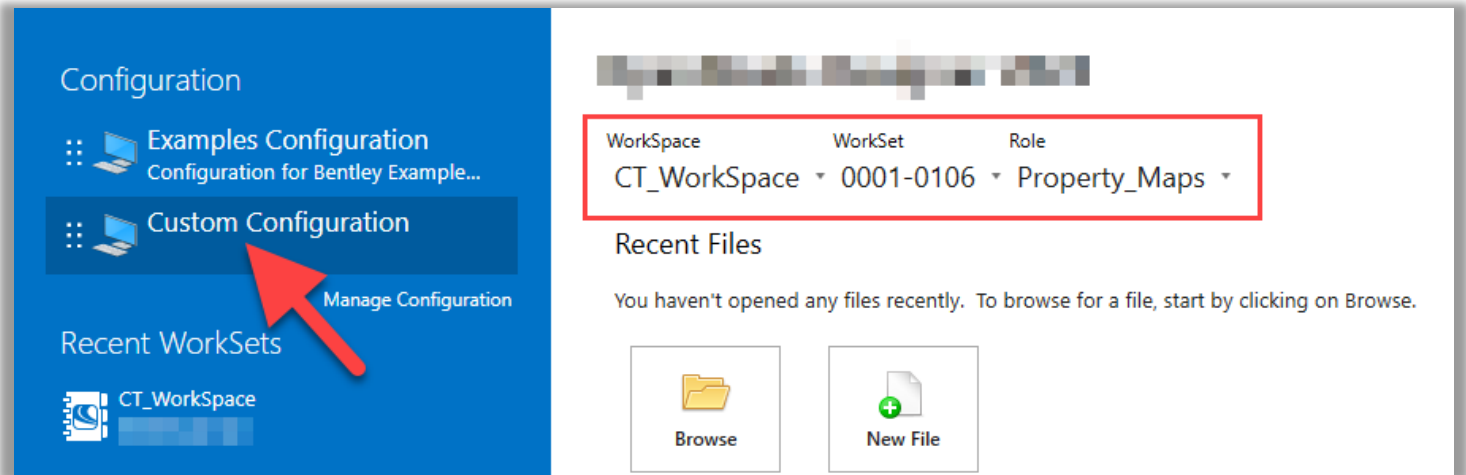 Configuration
Examples Configuration
Configuration for Bentley Example...
Custom Configuration
Manage Configuration
Recent WorkSets
CT_WorkSpace
WorkSpace WorkSet Role
CT_WorkSpace 0001-0106 Property_Maps
Recent Files
You haven't opened any files recently. To browse for a file, start by clicking on Browse.
Browse New File